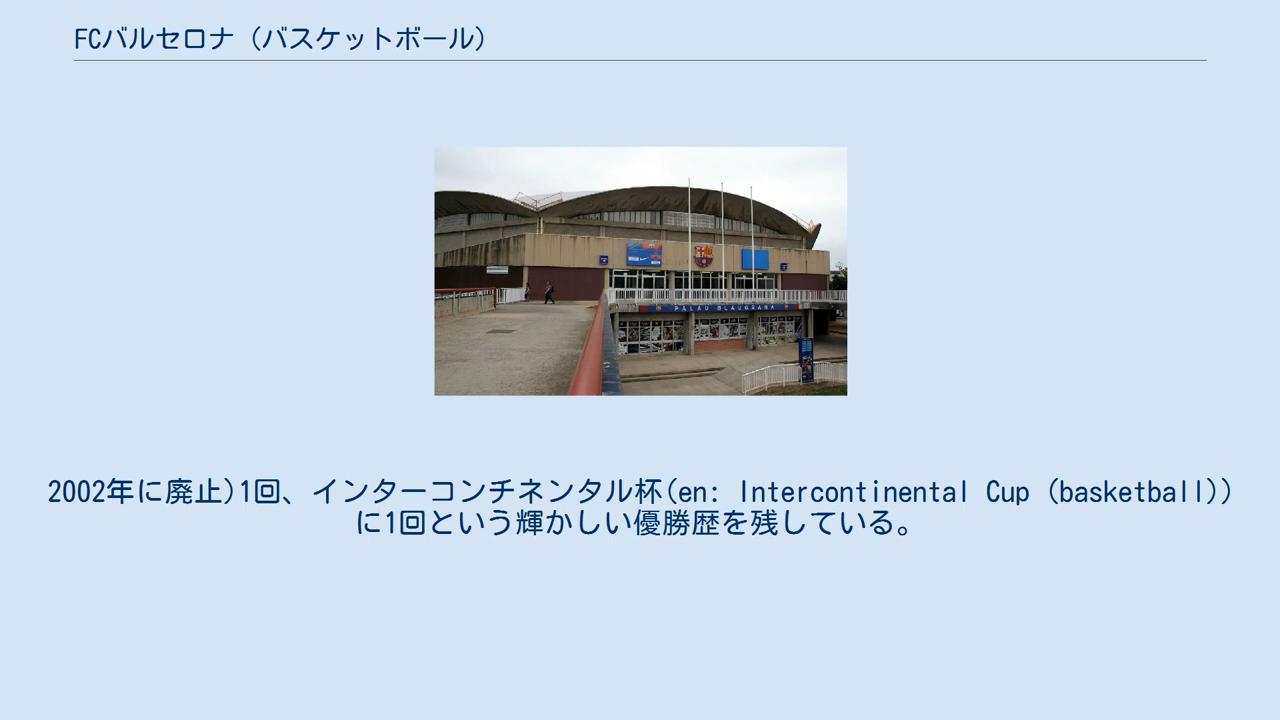 FCバルセロナ (バスケットボール)
PALAU BLAUGRANA
2002年に廃止)1回、インターコンチネンタル杯(en: Intercontinental Cup (basketball))
に1回という輝かしい優勝歴を残している。